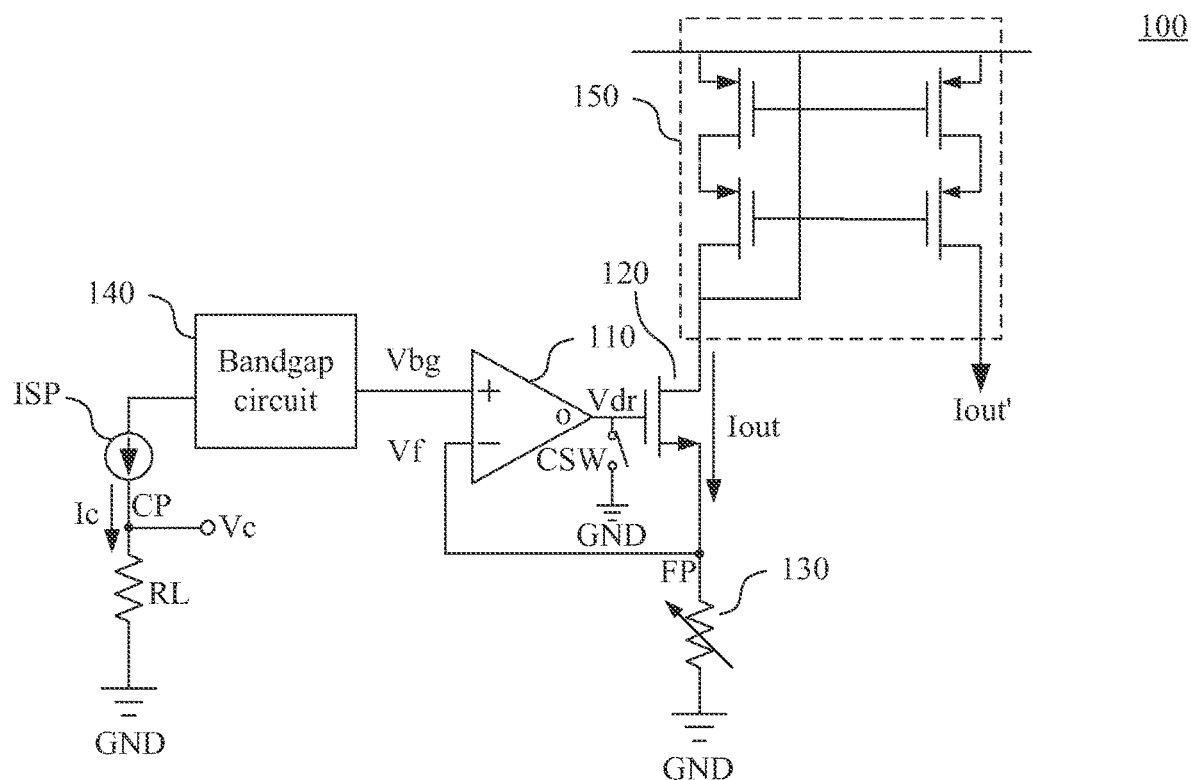 100
150
120
140
110
Bandgap
circuit
Vbg
+
ISP
o
Vdr
Iout
Iout'
Vf
−
CSW
Ic
CP
Vc
GND
FP
130
RL
GND
GND